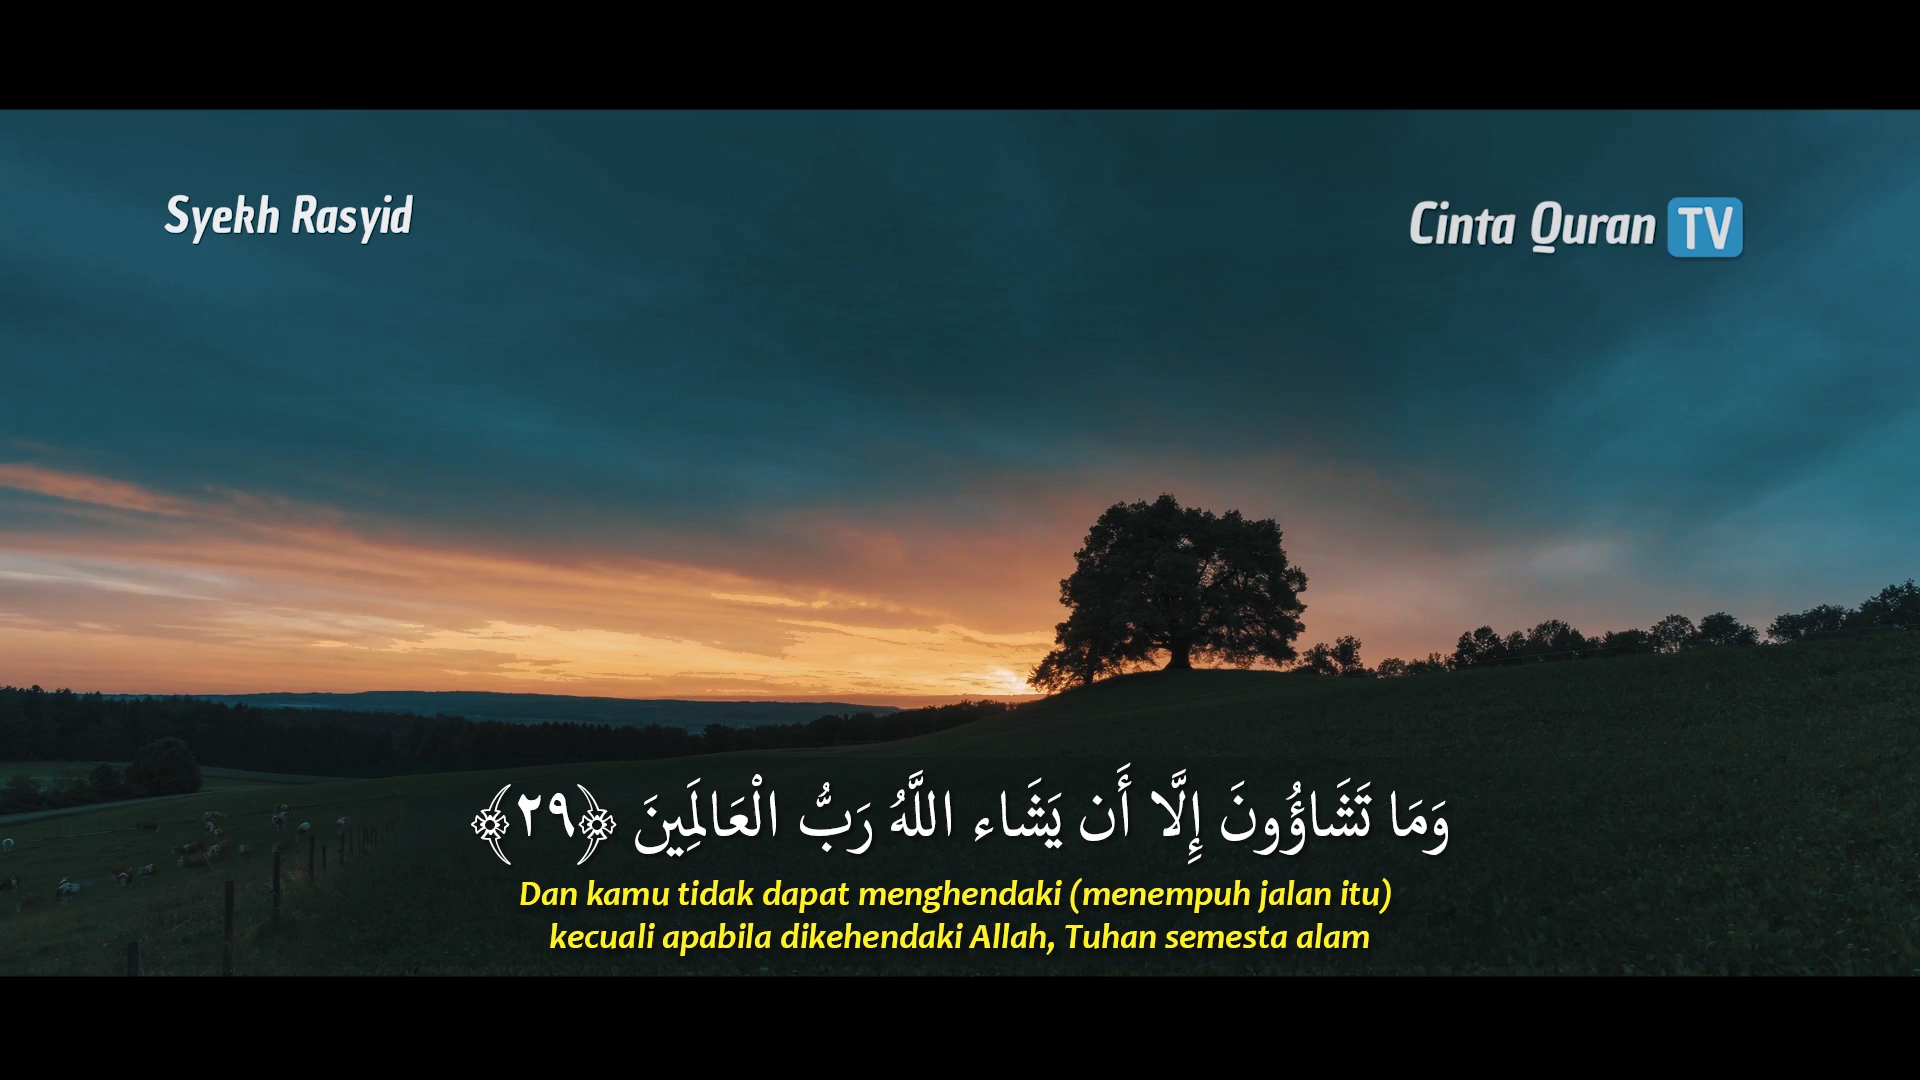 Syekh Rasyid
Cinta Quran TV
وَمَا تَشَاؤُونَ إِلَّا أَن يَشَاء اللَّهُ رَبُّ الْعَالَمِينَ ﴿٢٩﴾
Dan kamu tidak dapat menghendaki (menempuh jalan itu)
kecuali apabila dikehendaki Allah, Tuhan semesta alam